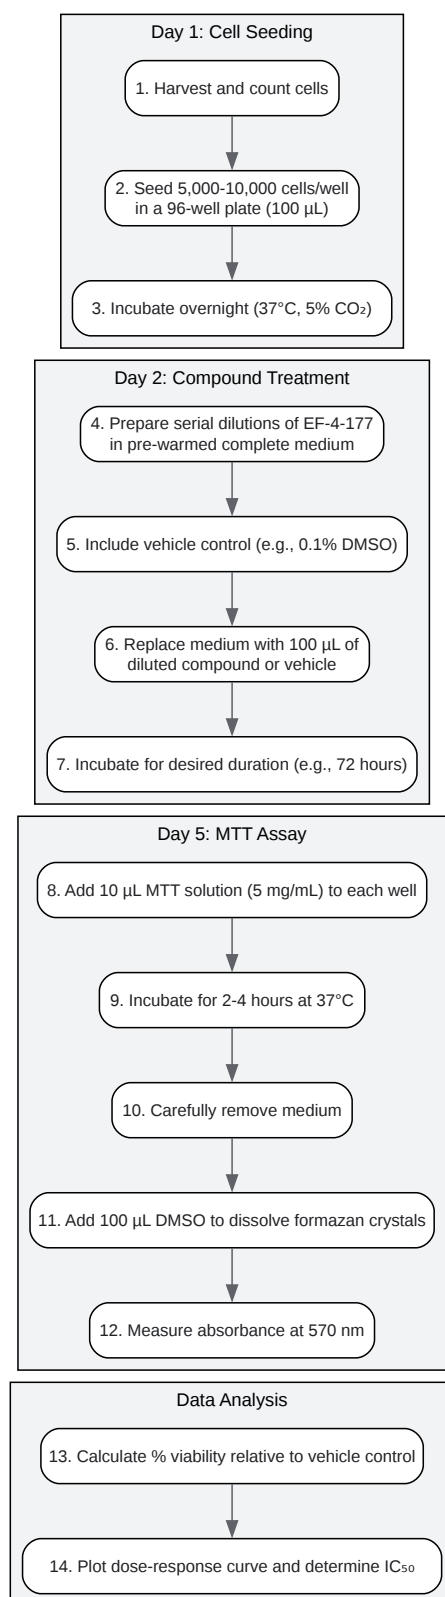 Day 1: Cell Seeding
1. Harvest and count cells
2. Seed 5,000-10,000 cells/well
in a 96-well plate (100 µL)
3. Incubate overnight (37°C, 5% CO₂)
Day 2: Compound Treatment
4. Prepare serial dilutions of EF-4-177
in pre-warmed complete medium
5. Include vehicle control (e.g., 0.1% DMSO)
6. Replace medium with 100 µL of
diluted compound or vehicle
7. Incubate for desired duration (e.g., 72 hours)
Day 5: MTT Assay
8. Add 10 µL MTT solution (5 mg/mL) to each well
9. Incubate for 2-4 hours at 37°C
10. Carefully remove medium
11. Add 100 µL DMSO to dissolve formazan crystals
12. Measure absorbance at 570 nm
Data Analysis
13. Calculate % viability relative to vehicle control
14. Plot dose-response curve and determine IC₅₀